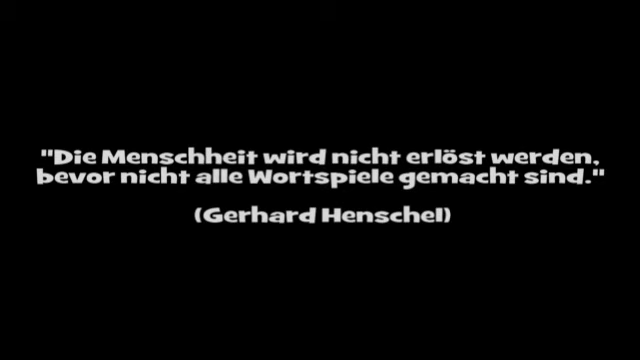 "Die Menschheit wird nicht erlöst werden,
bevor nicht alle Wortspiele gemacht sind."
(Gerhard Henschel)